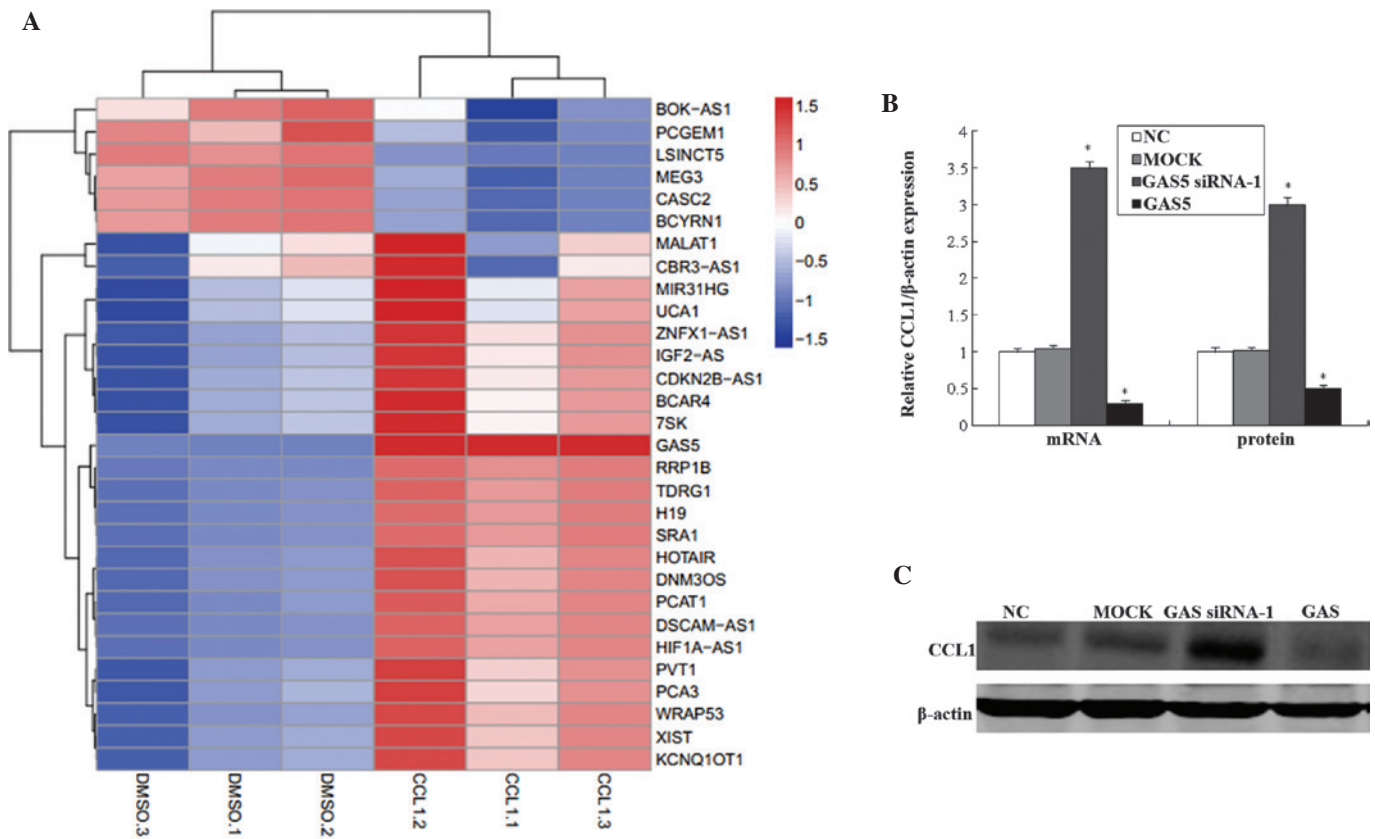 A
BOK-AS1
PCGEM1
LSINCT5
MEG3
CASC2
BCYRN1
MALAT1
CBR3-AS1
MIR31HG
UCA1
ZNFX1-AS1
IGF2-AS
CDKN2B-AS1
BCAR4
7SK
GAS5
RRP1B
TDRG1
H19
SRA1
HOTAIR
DNM3OS
PCAT1
DSCAM-AS1
HIF1A-AS1
PVT1
PCA3
WRAP53
XIST
KCNQ1OT1
DMSO.3
DMSO.1
DMSO.2
CCL1.2
CCL1.1
CCL1.3
1.5
1
0.5
0
-0.5
-1
-1.5
B
Relative CCL1/β-actin expression
4
3.5
3
2.5
2
1.5
1
0.5
0
NC
MOCK
GAS5 siRNA-1
GAS5
*
*
*
*
mRNA protein
C
NC MOCK GAS siRNA-1 GAS
CCL1
β-actin